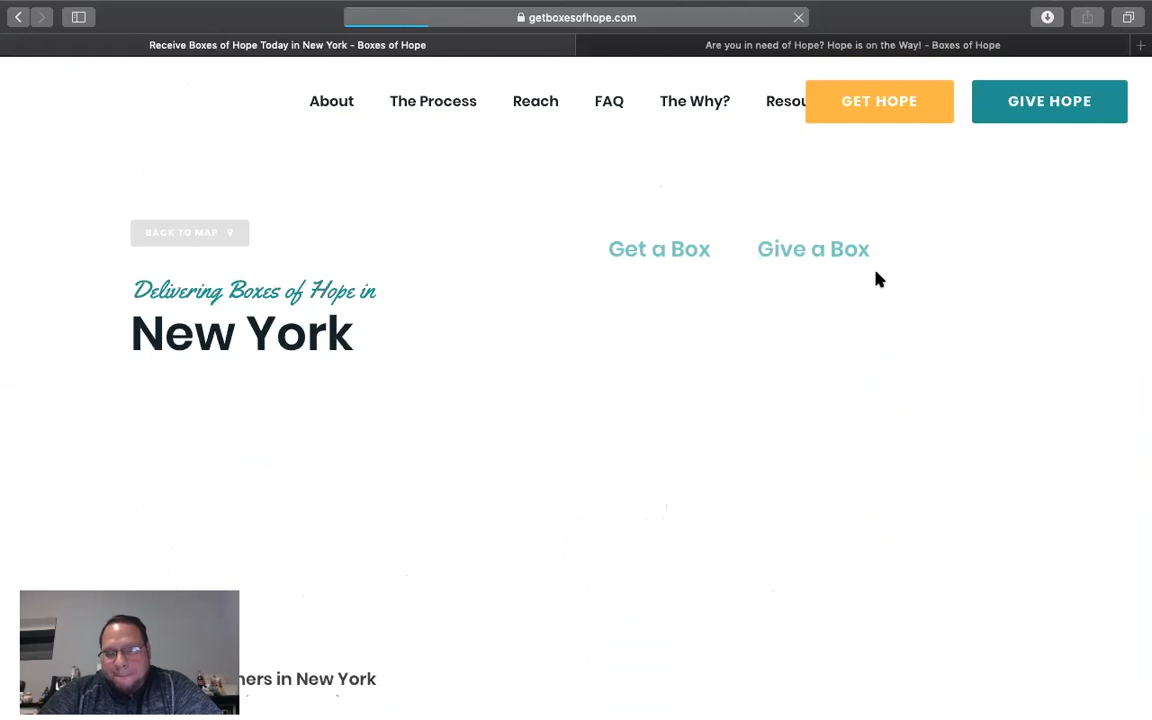 getboxesofhope.com
Receive Boxes of Hope Today in New York - Boxes of Hope
Are you in need of Hope? Hope is on the Way! - Boxes of Hope
About The Process Reach FAQ The Why? Resou GET HOPE GIVE HOPE
BACK TO MAP
Get a Box Give a Box
Delivering Boxes of Hope in
New York
ners in New York